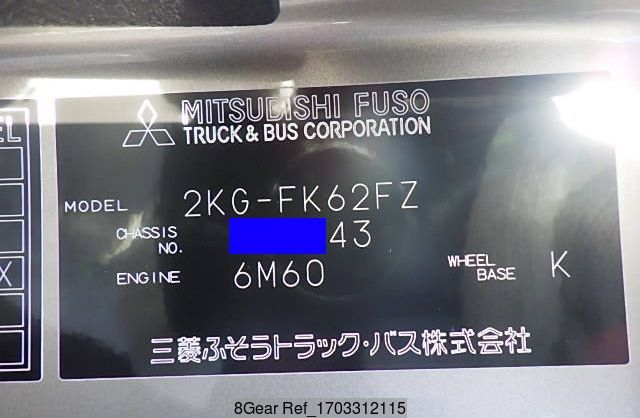 MITSUBISHI FUSO
TRUCK & BUS CORPORATION
EL
MODEL 2KG-FK62FZ
CHASSIS NO. 43
X
ENGINE 6M60
WHEEL BASE K
三菱ふそうトラック・バス株式会社
8Gear Ref_1703312115